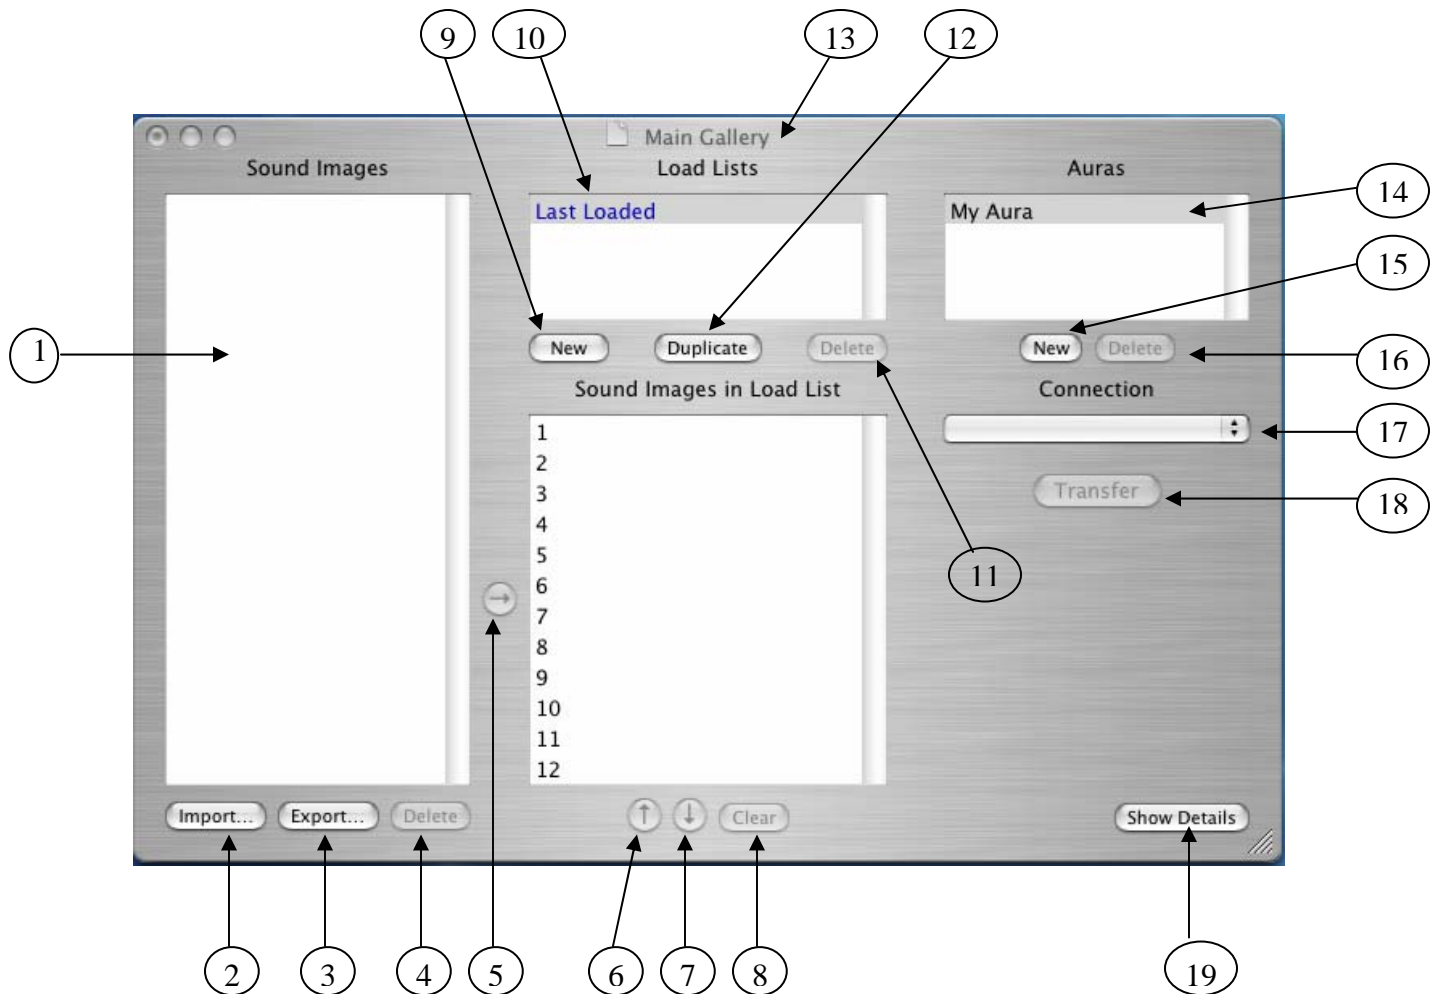 9 10 13 12
Main Gallery
Sound Images Load Lists Auras
Last Loaded My Aura 14
15
1 New Duplicate Delete New Delete 16
Sound Images in Load List Connection
1
2
3
4
5
6
7
8
9
10
11
12
17
Transfer
18
11
Import... Export... Delete Clear Show Details
2 3 4 5 6 7 8 19